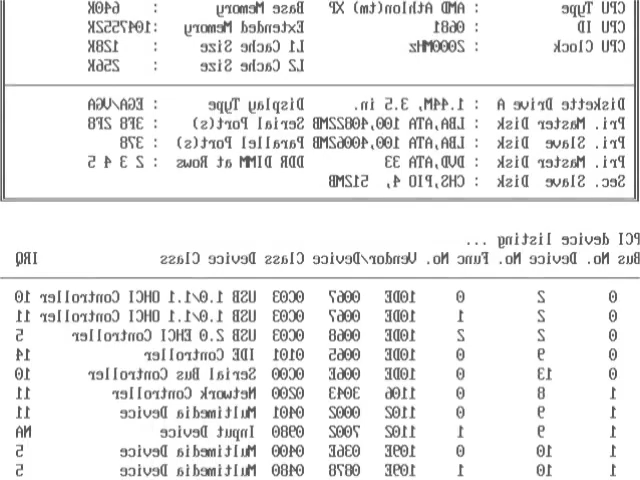 CPU Type : AMD Athlon(tm) XP Base Memory : 640K
CPU ID : 0681 Extended Memory :1047552K
CPU Clock : 2000MHz L1 Cache Size : 128K
L2 Cache Size : 256K
Diskette Drive A : 1.44M, 3.5 in. Display Type : EGA/VGA
Pri. Master Disk : LBA,ATA 100,40822MB Serial Port(s) : 3F8 2F8
Pri. Slave Disk : LBA,ATA 100,40062MB Parallel Port(s) : 378
Pri. Master Disk : DVD,ATA 33 DDR DIMM at Rows : 2 3 4 5
Sec. Slave Disk : CHS,PIO 4, 512MB
PCI device listing ...
Bus No. Device No. Func No. Vendor/Device Class Device Class IRQ
0 2 0 10DE 0067 0C03 USB 1.0/1.1 OHCI Controller 10
0 2 1 10DE 0067 0C03 USB 1.0/1.1 OHCI Controller 11
0 2 2 10DE 0068 0C03 USB 2.0 EHCI Controller 5
0 9 0 10DE 0065 0101 IDE Controller 14
0 13 0 10DE 006E 0C00 Serial Bus Controller 10
1 8 0 1106 3043 0200 Network Controller 11
1 9 0 1102 0002 0401 Multimedia Device 11
1 9 1 1102 7002 0980 Input Device NA
1 10 0 109E 036E 0400 Multimedia Device 5
1 10 1 109E 0878 0480 Multimedia Device 5